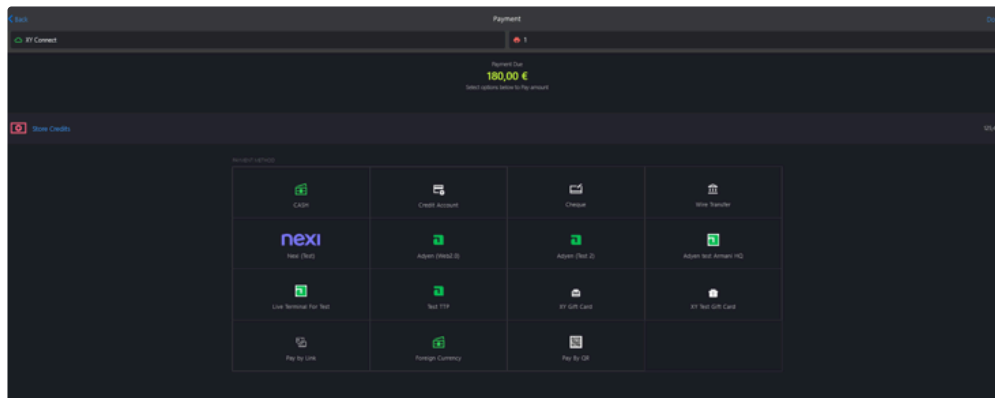 Back
Payment
XY Connect
1
Payment Due
180,00 €
Select options below to Pay amount
Store Credits
PAYMENT METHOD
CASH
Credit Account
Cheque
Wire Transfer
nexi
Nexi (Test)
Adyen (Web2.0)
Adyen (Test 2)
Adyen test Armani HQ
Live Terminal For Test
Test TTP
XY Gift Card
XY Test Gift Card
Pay by Link
Foreign Currency
Pay By QR